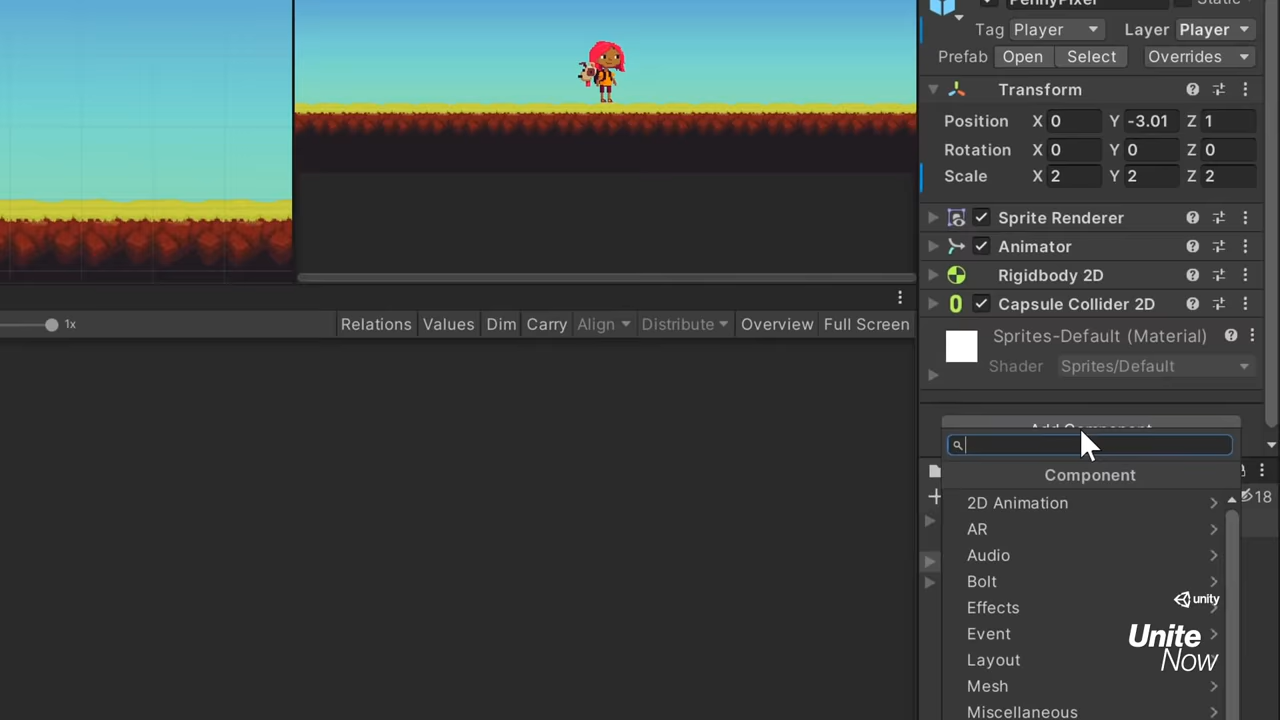 PennyPixel Static
Tag Player Layer Player
Prefab Open Select Overrides
Transform
Position X 0 Y -3.01 Z 1
Rotation X 0 Y 0 Z 0
Scale X 2 Y 2 Z 2
Sprite Renderer
Animator
Rigidbody 2D
Capsule Collider 2D
1x Relations Values Dim Carry Align Distribute Overview Full Screen
Sprites-Default (Material)
Shader Sprites/Default
Add Component
Component
18
2D Animation
AR
Audio
Bolt
Effects
Event
Layout
Mesh
Miscellaneous
unity
Unite
Now